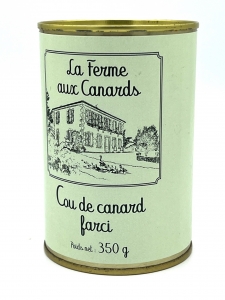 La Ferme
aux Canards
Cou de canard
farci
Poids net : 350 g